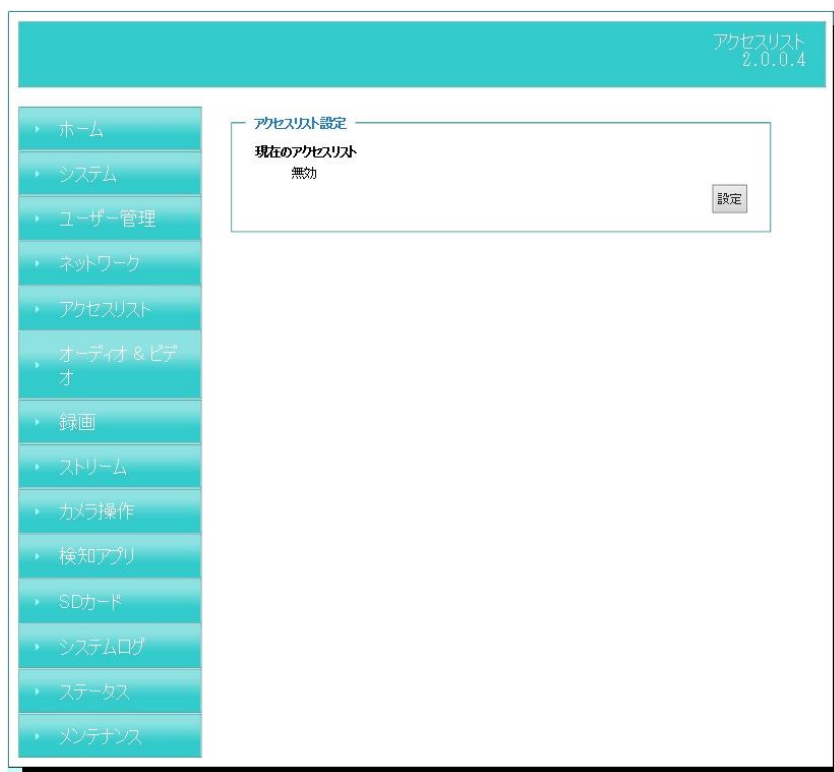 アクセスリスト
2.0.0.4
ホーム
システム
ユーザー管理
ネットワーク
アクセスリスト
オーディオ & ビデ
オ
録画
ストリーム
カメラ操作
検知アプリ
SDカード
システムログ
ステータス
メンテナンス
アクセスリスト設定
現在のアクセスリスト
無効
設定